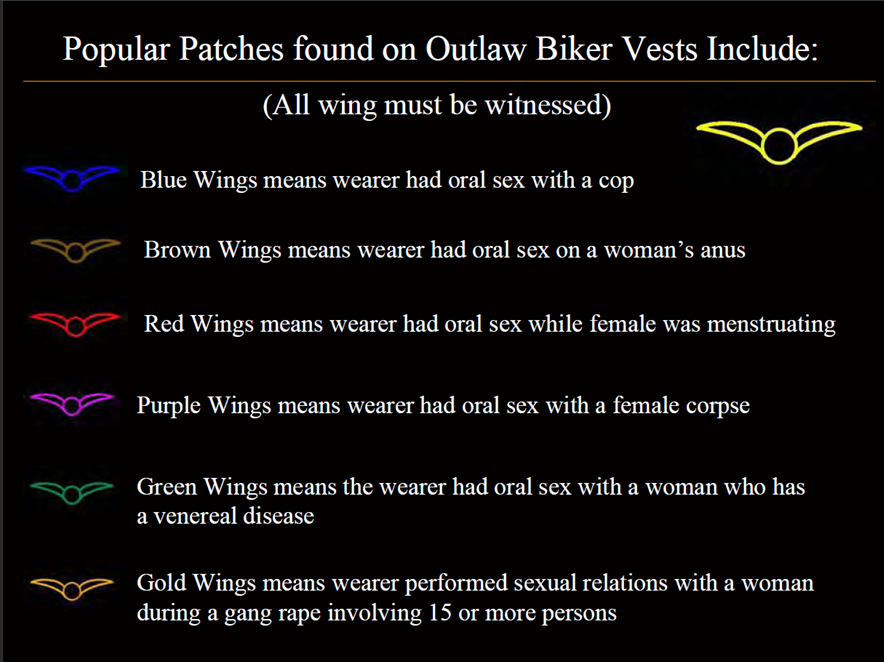 Popular Patches found on Outlaw Biker Vests Include:
(All wing must be witnessed)
Blue Wings means wearer had oral sex with a cop
Brown Wings means wearer had oral sex on a woman’s anus
Red Wings means wearer had oral sex while female was menstruating
Purple Wings means wearer had oral sex with a female corpse
Green Wings means the wearer had oral sex with a woman who has
a venereal disease
Gold Wings means wearer performed sexual relations with a woman
during a gang rape involving 15 or more persons